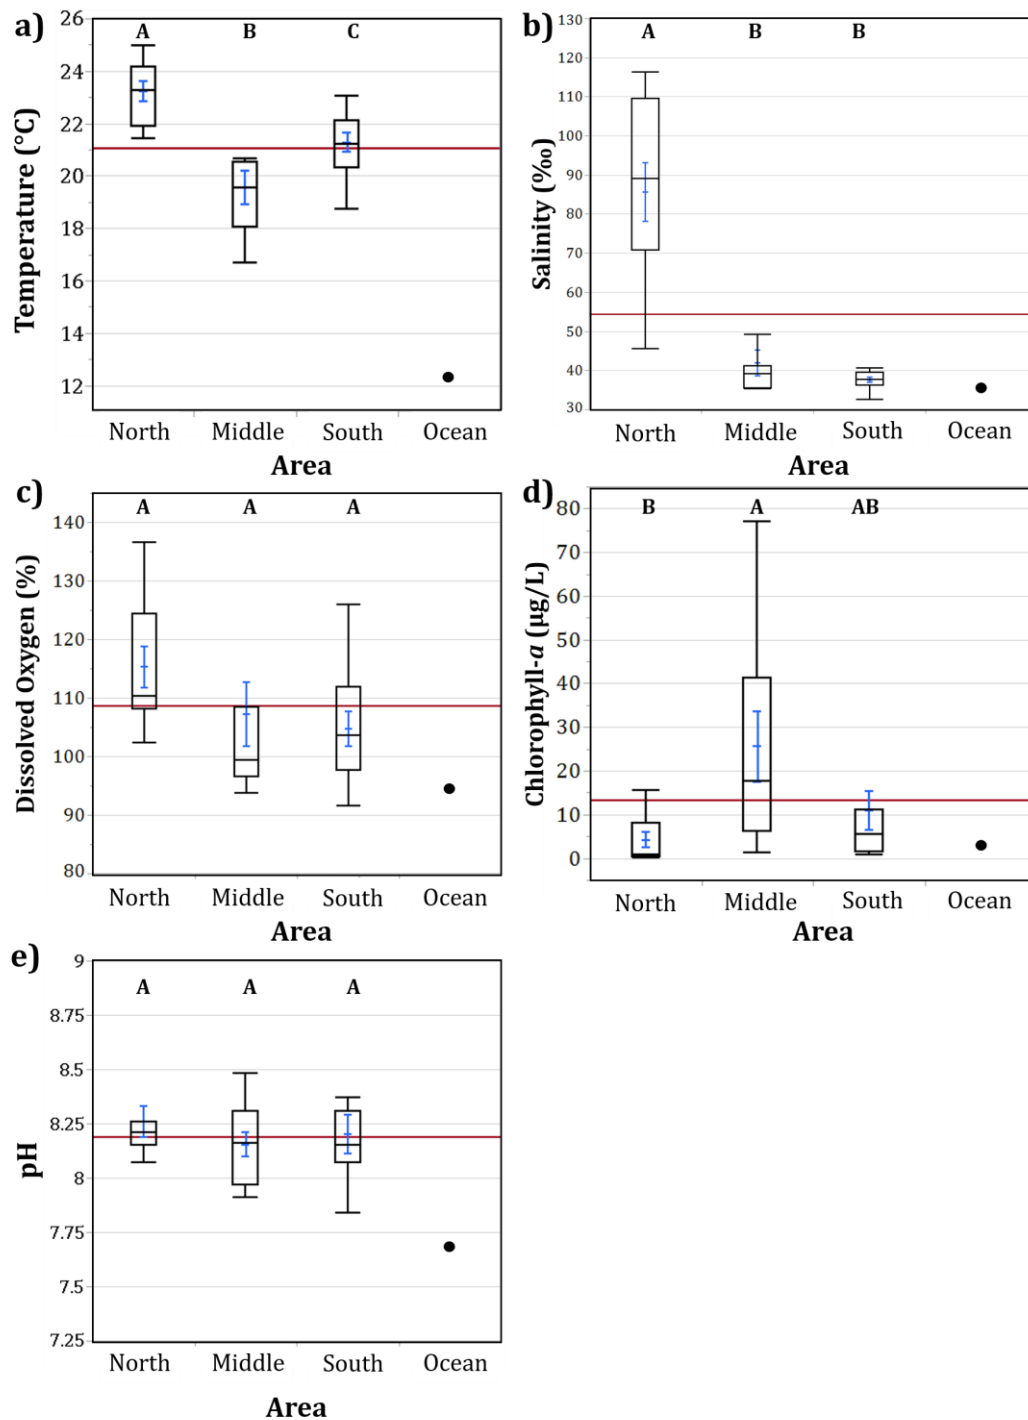 a)
A B C
Temperature (°C)
26
24
22
20
18
16
14
12
North Middle South Ocean
Area
b)
A B B
Salinity (‰)
130
120
110
100
90
80
70
60
50
40
30
North Middle South Ocean
Area
c)
A A A
Dissolved Oxygen (%)
140
130
120
110
100
90
80
North Middle South Ocean
Area
d)
B A AB
Chlorophyll-a (µg/L)
80
70
60
50
40
30
20
10
0
North Middle South Ocean
Area
e)
A A A
pH
9
8.75
8.5
8.25
8
7.75
7.5
7.25
North Middle South Ocean
Area